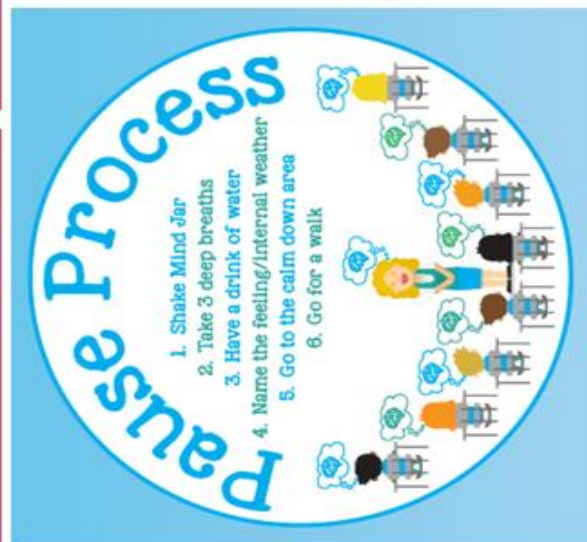 Pause Process
1. Shake Mind Jar
2. Take 3 deep breaths
3. Have a drink of water
4. Name the feeling/internal weather
5. Go to the calm down area
6. Go for a walk